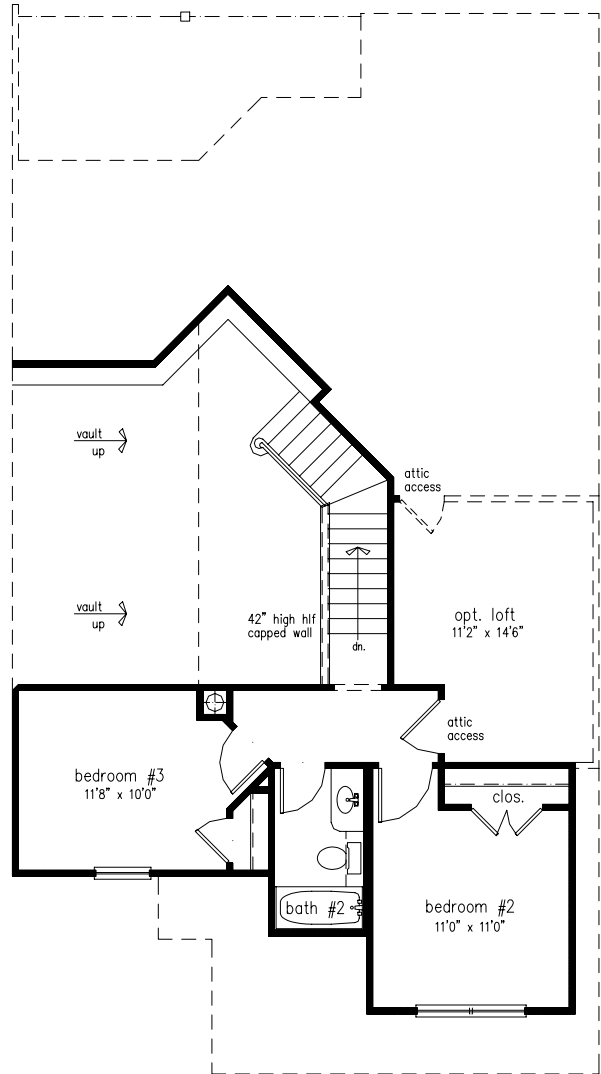 vault
up
attic
access
vault
up
42" high hlf
capped wall
dn.
opt. loft
11'2" x 14'6"
attic
access
bedroom #3
11'8" x 10'0"
clos.
bath #2
bedroom #2
11'0" x 11'0"